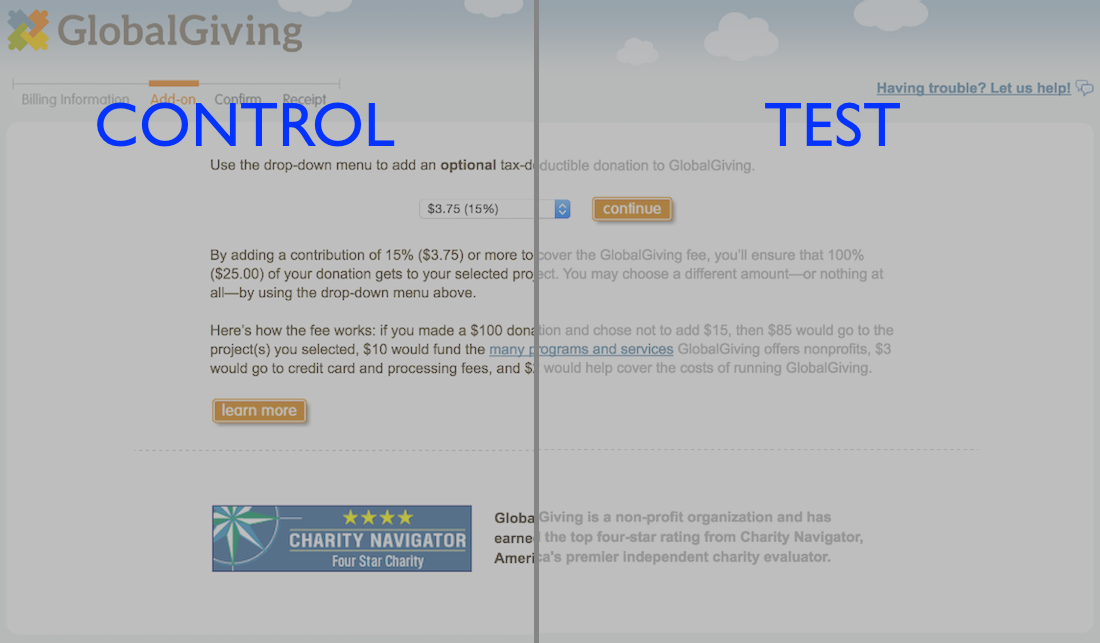 GlobalGiving
Billing Information Add-on Confirm Receipt
Having trouble? Let us help!
CONTROL TEST
Use the drop-down menu to add an optional tax-deductible donation to GlobalGiving.
$3.75 (15%) continue
By adding a contribution of 15% ($3.75) or more to cover the GlobalGiving fee, you'll ensure that 100%
($25.00) of your donation gets to your selected project. You may choose a different amount—or nothing at
all—by using the drop-down menu above.
Here's how the fee works: if you made a $100 donation and chose not to add $15, then $85 would go to the
project(s) you selected, $10 would fund the many programs and services GlobalGiving offers nonprofits, $3
would go to credit card and processing fees, and $2 would help cover the costs of running GlobalGiving.
learn more
CHARITY NAVIGATOR
Four Star Charity
GlobalGiving is a non-profit organization and has
earned the top four-star rating from Charity Navigator,
America's premier independent charity evaluator.